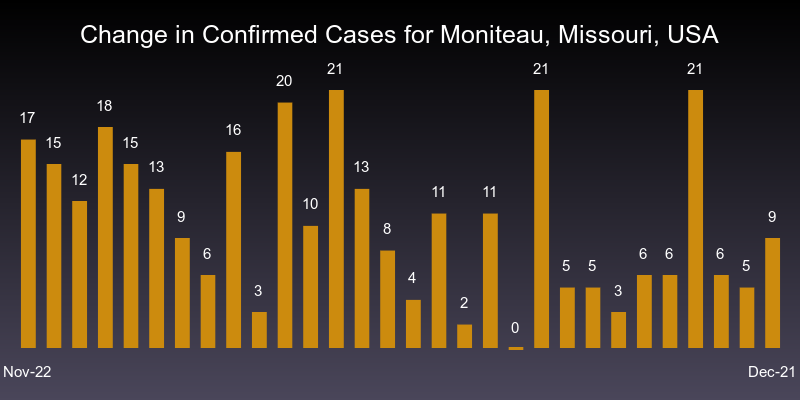 Change in Confirmed Cases for Moniteau, Missouri, USA
17 15 12 18 15 13 9 6 16 3 20 10 21 13 8 4 11 2 11 0 21 5 5 3 6 6 21 6 5 9
Nov-22 Dec-21